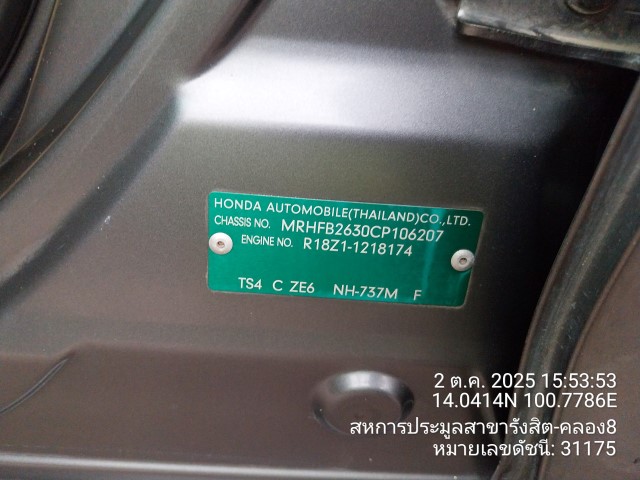 HONDA AUTOMOBILE(THAILAND)CO.,LTD.
CHASSIS NO. MRHFB2630CP106207
ENGINE NO. R18Z1-1218174
TS4 C ZE6 NH-737M F
2 ต.ค. 2025 15:53:53
14.0414N 100.7786E
สหการประมูลสาขารังสิต-คลอง8
หมายเลขดัชนี: 31175